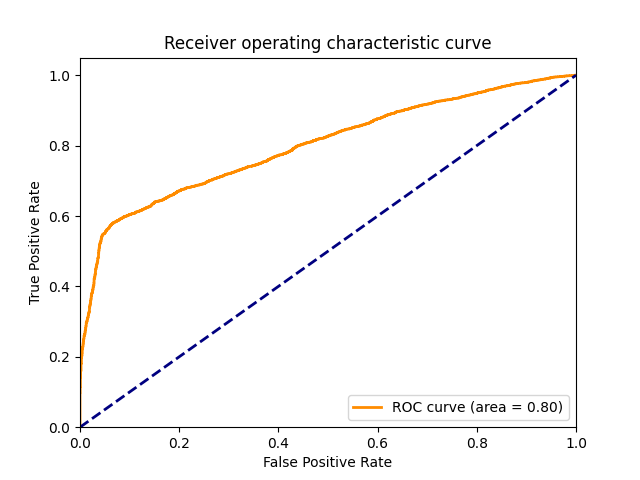 Receiver operating characteristic curve
True Positive Rate
1.0
0.8
0.6
0.4
0.2
0.0
0.0 0.2 0.4 0.6 0.8 1.0
False Positive Rate
ROC curve (area = 0.80)